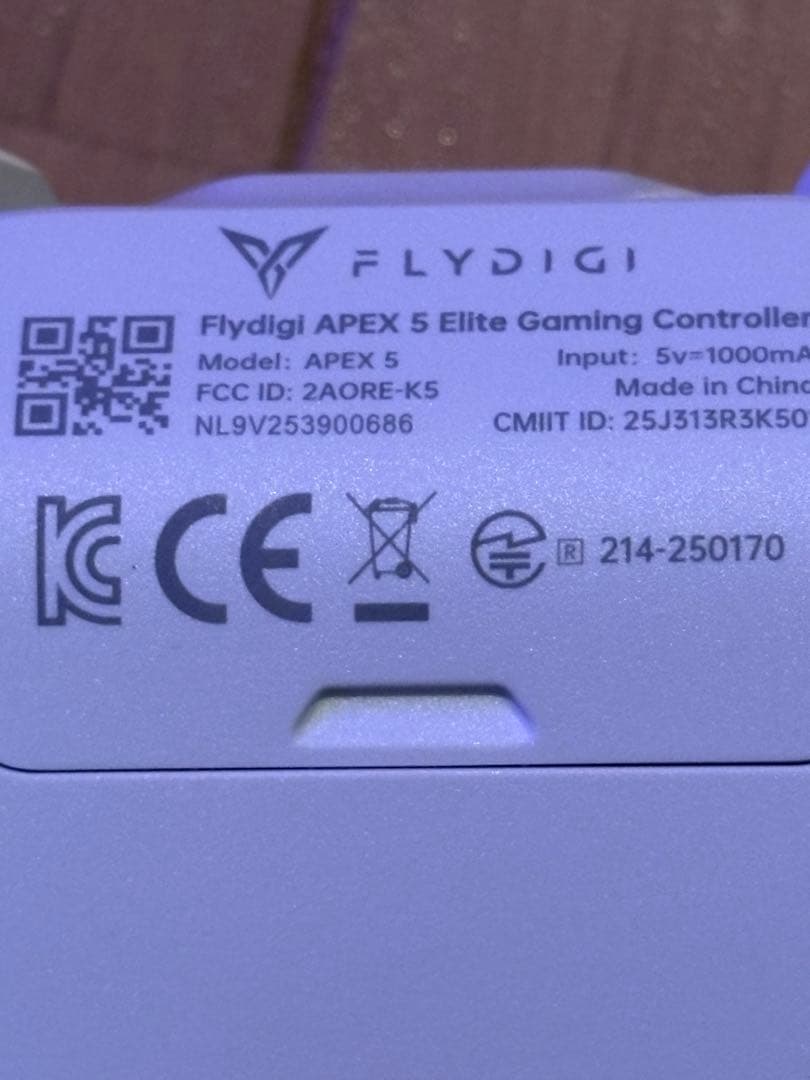 FLYDIGI
Flydigi APEX 5 Elite Gaming Controller
Model: APEX 5 Input: 5v=1000mA
FCC ID: 2AORE-K5 Made in China
NL9V253900686 CMIIT ID: 25J313R3K507
CE
R 214-250170